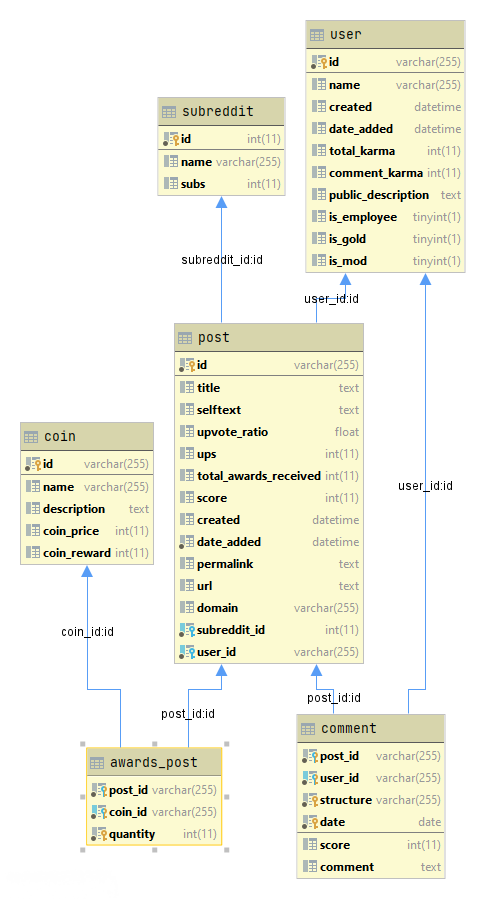 user
id varchar(255)
name varchar(255)
created datetime
date_added datetime
total_karma int(11)
comment_karma int(11)
public_description text
is_employee tinyint(1)
is_gold tinyint(1)
is_mod tinyint(1)
subreddit
id int(11)
name varchar(255)
subs int(11)
subreddit_id:id
user_id:id
post
id varchar(255)
title text
selftext text
upvote_ratio float
ups int(11)
total_awards_received int(11)
score int(11)
created datetime
date_added datetime
permalink text
url text
domain varchar(255)
subreddit_id int(11)
user_id varchar(255)
coin
id varchar(255)
name varchar(255)
description text
coin_price int(11)
coin_reward int(11)
user_id:id
coin_id:id
post_id:id
post_id:id
awards_post
post_id varchar(255)
coin_id varchar(255)
quantity int(11)
comment
post_id varchar(255)
user_id varchar(255)
structure varchar(255)
date date
score int(11)
comment text